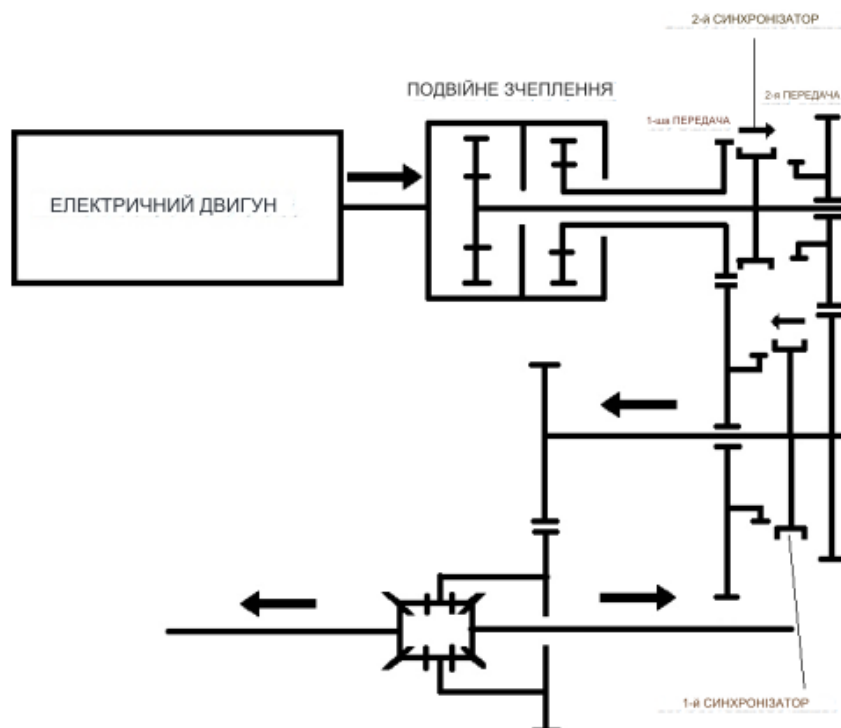 2-й СИНХРОНІЗАТОР
ПОДВІЙНЕ ЗЧЕПЛЕННЯ
2-я ПЕРЕДАЧА
1-ша ПЕРЕДАЧА
ЕЛЕКТРИЧНИЙ ДВИГУН
1-й СИНХРОНІЗАТОР